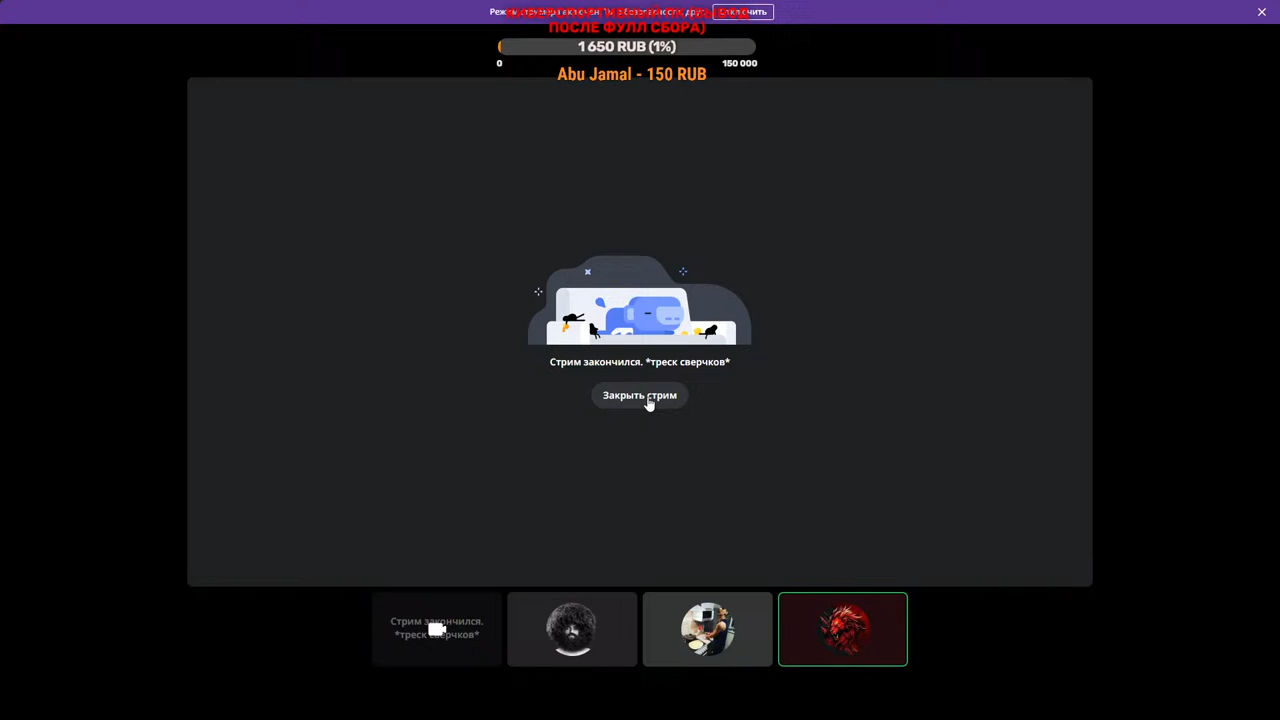 ПОСЛЕ ФУЛЛ СБОРА)
1 650 RUB (1%)
0
150 000
Abu Jamal - 150 RUB
Стрим закончился. *треск сверчков*
Закрыть стрим
Стрим закончился.
*треск сверчков*